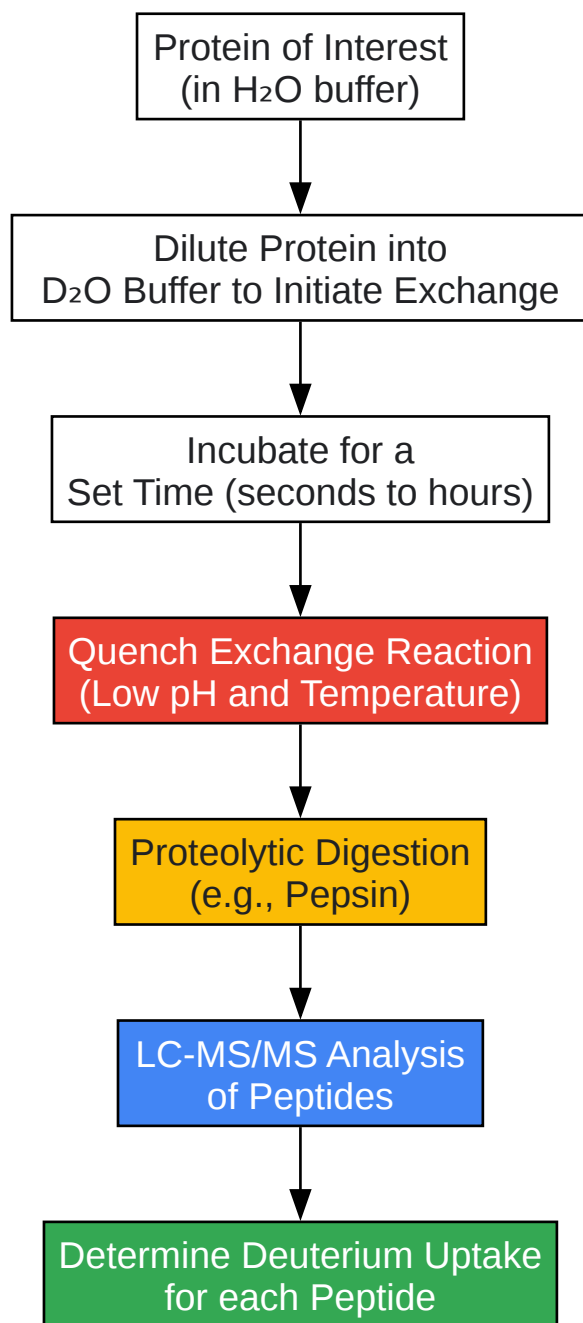 Protein of Interest
(in H₂O buffer)
Dilute Protein into
D₂O Buffer to Initiate Exchange
Incubate for a
Set Time (seconds to hours)
Quench Exchange Reaction
(Low pH and Temperature)
Proteolytic Digestion
(e.g., Pepsin)
LC-MS/MS Analysis
of Peptides
Determine Deuterium Uptake
for each Peptide